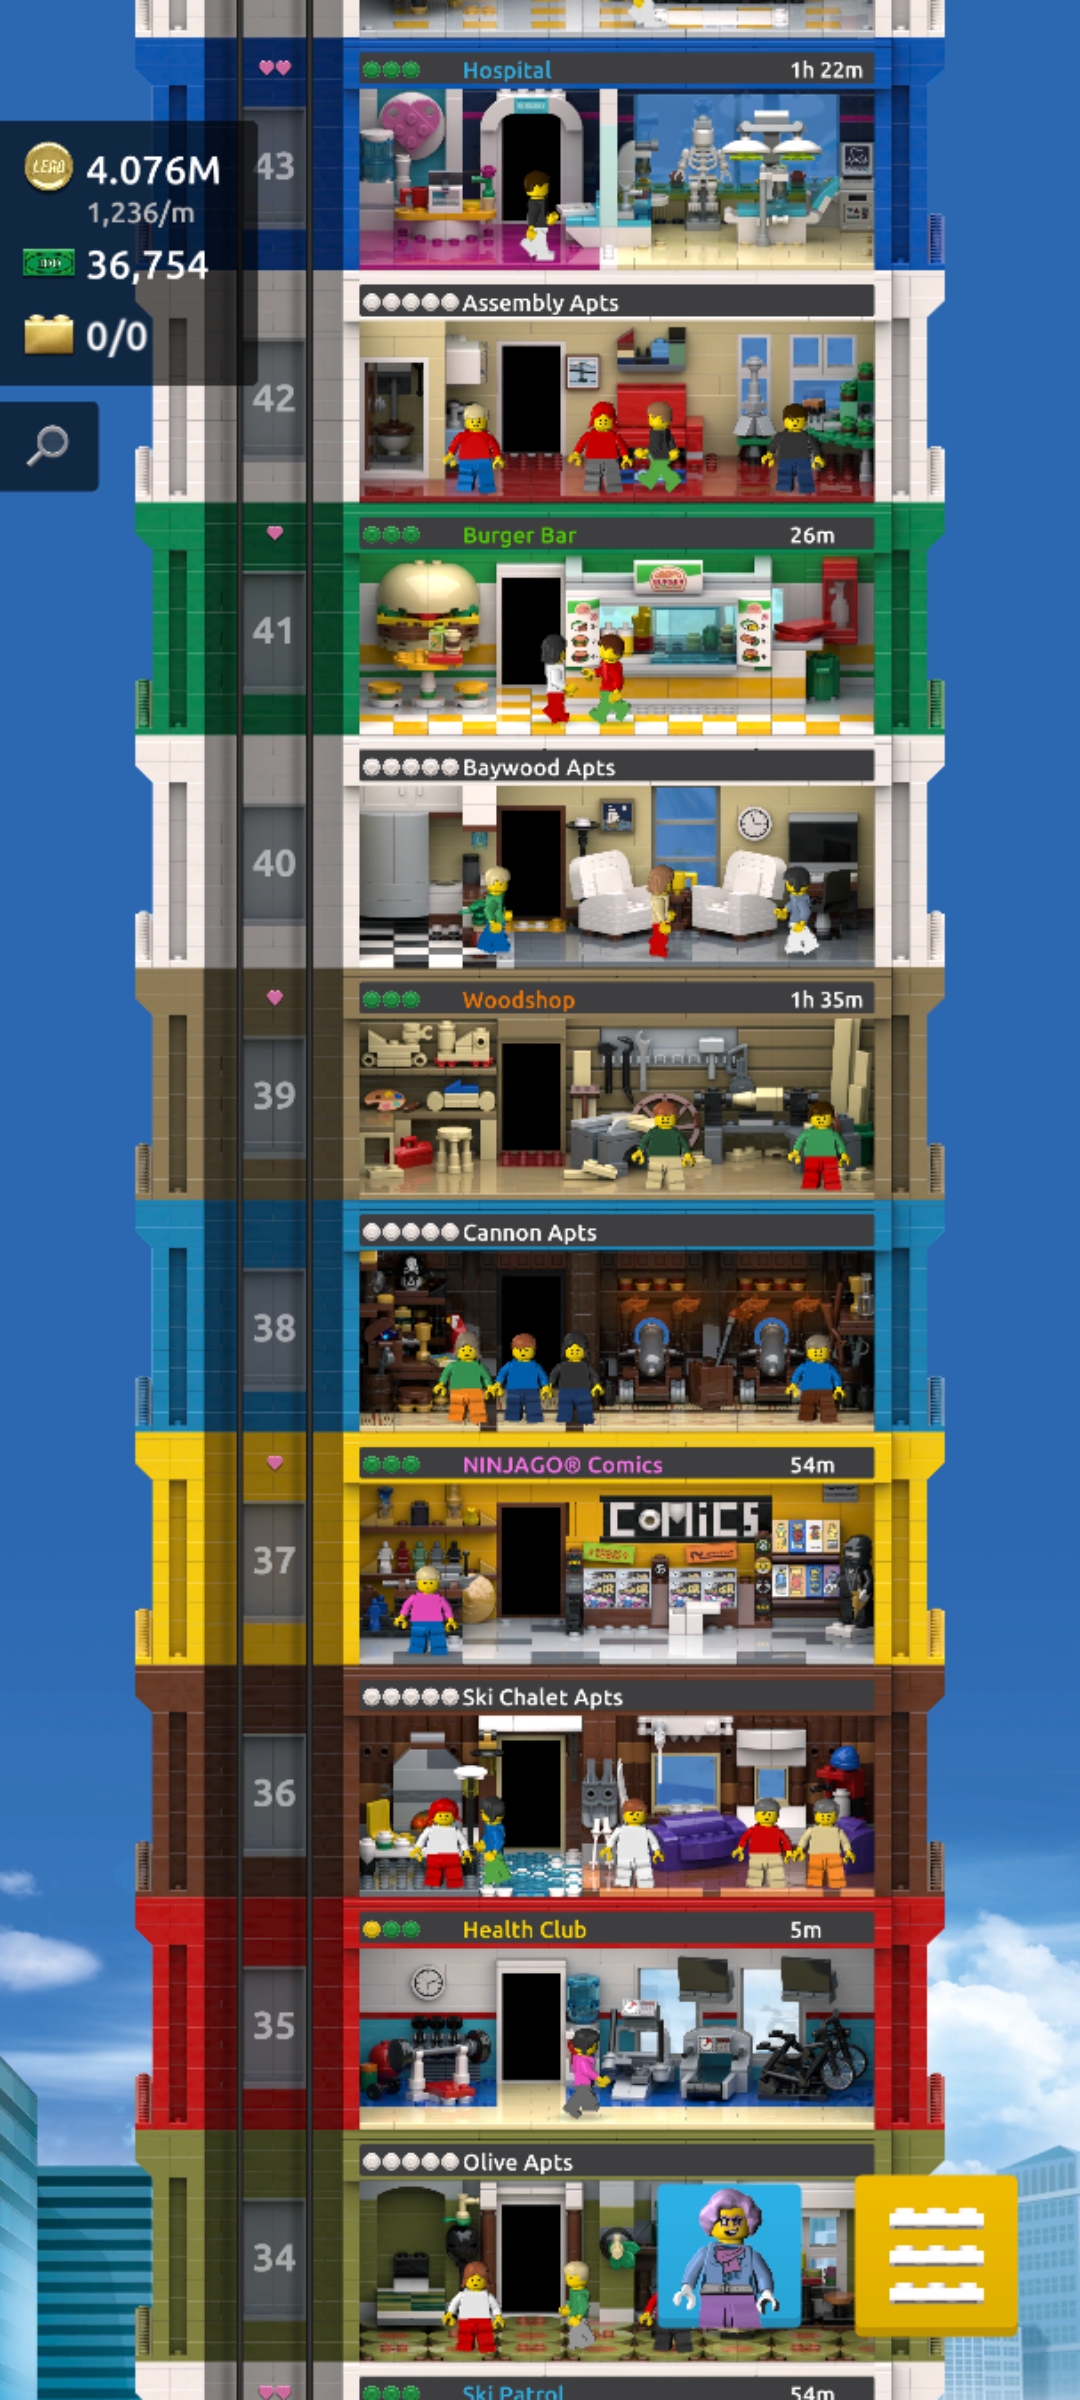 Hospital 1h 22m
43
LEGO 4.076M
1,236/m
36,754
0/0
Assembly Apts
42
Burger Bar 26m
41
Baywood Apts
40
Woodshop 1h 35m
39
Cannon Apts
38
NINJAGO® Comics 54m
COMiCS
37
Ski Chalet Apts
36
Health Club 5m
35
Olive Apts
34
Ski Patrol 54m